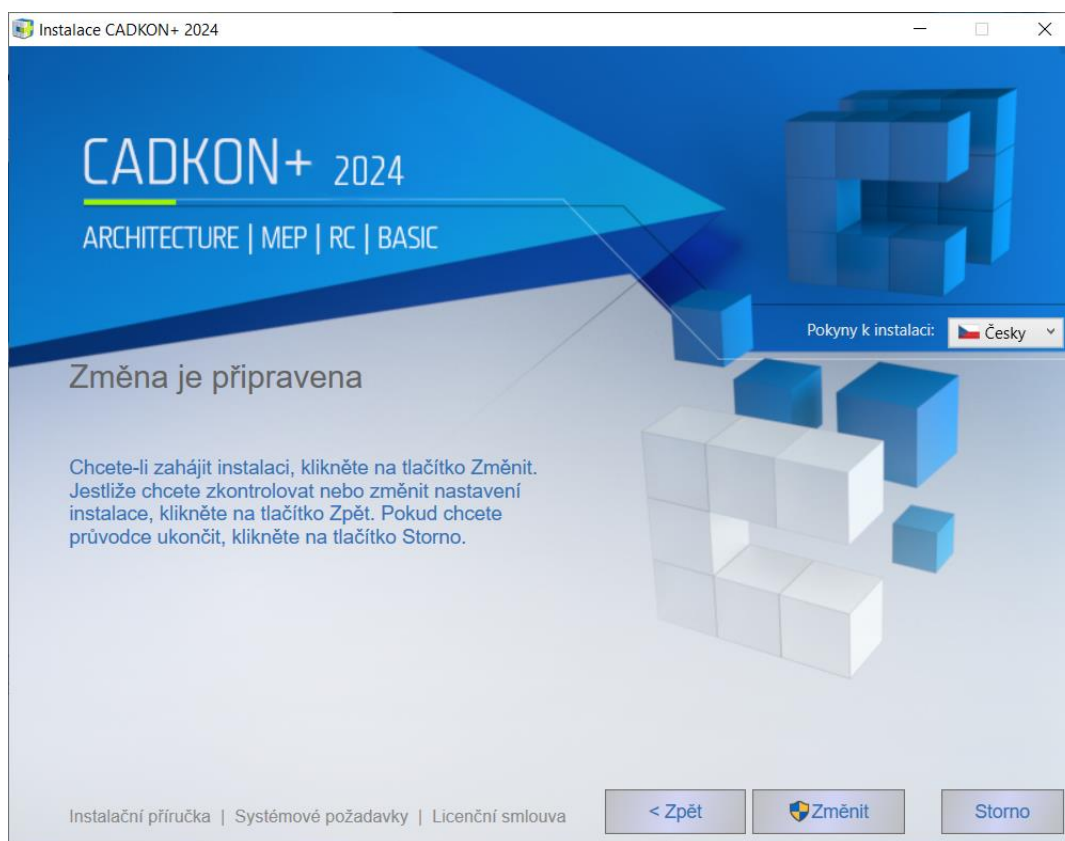 Instalace CADKON+ 2024
CADKON+ 2024
ARCHITECTURE | MEP | RC | BASIC
Pokyny k instalaci:
Česky
Změna je připravena
Chcete-li zahájit instalaci, klikněte na tlačítko Změnit.
Jestliže chcete zkontrolovat nebo změnit nastavení
instalace, klikněte na tlačítko Zpět. Pokud chcete
průvodce ukončit, klikněte na tlačítko Storno.
Instalační příručka | Systémové požadavky | Licenční smlouva
< Zpět
Změnit
Storno